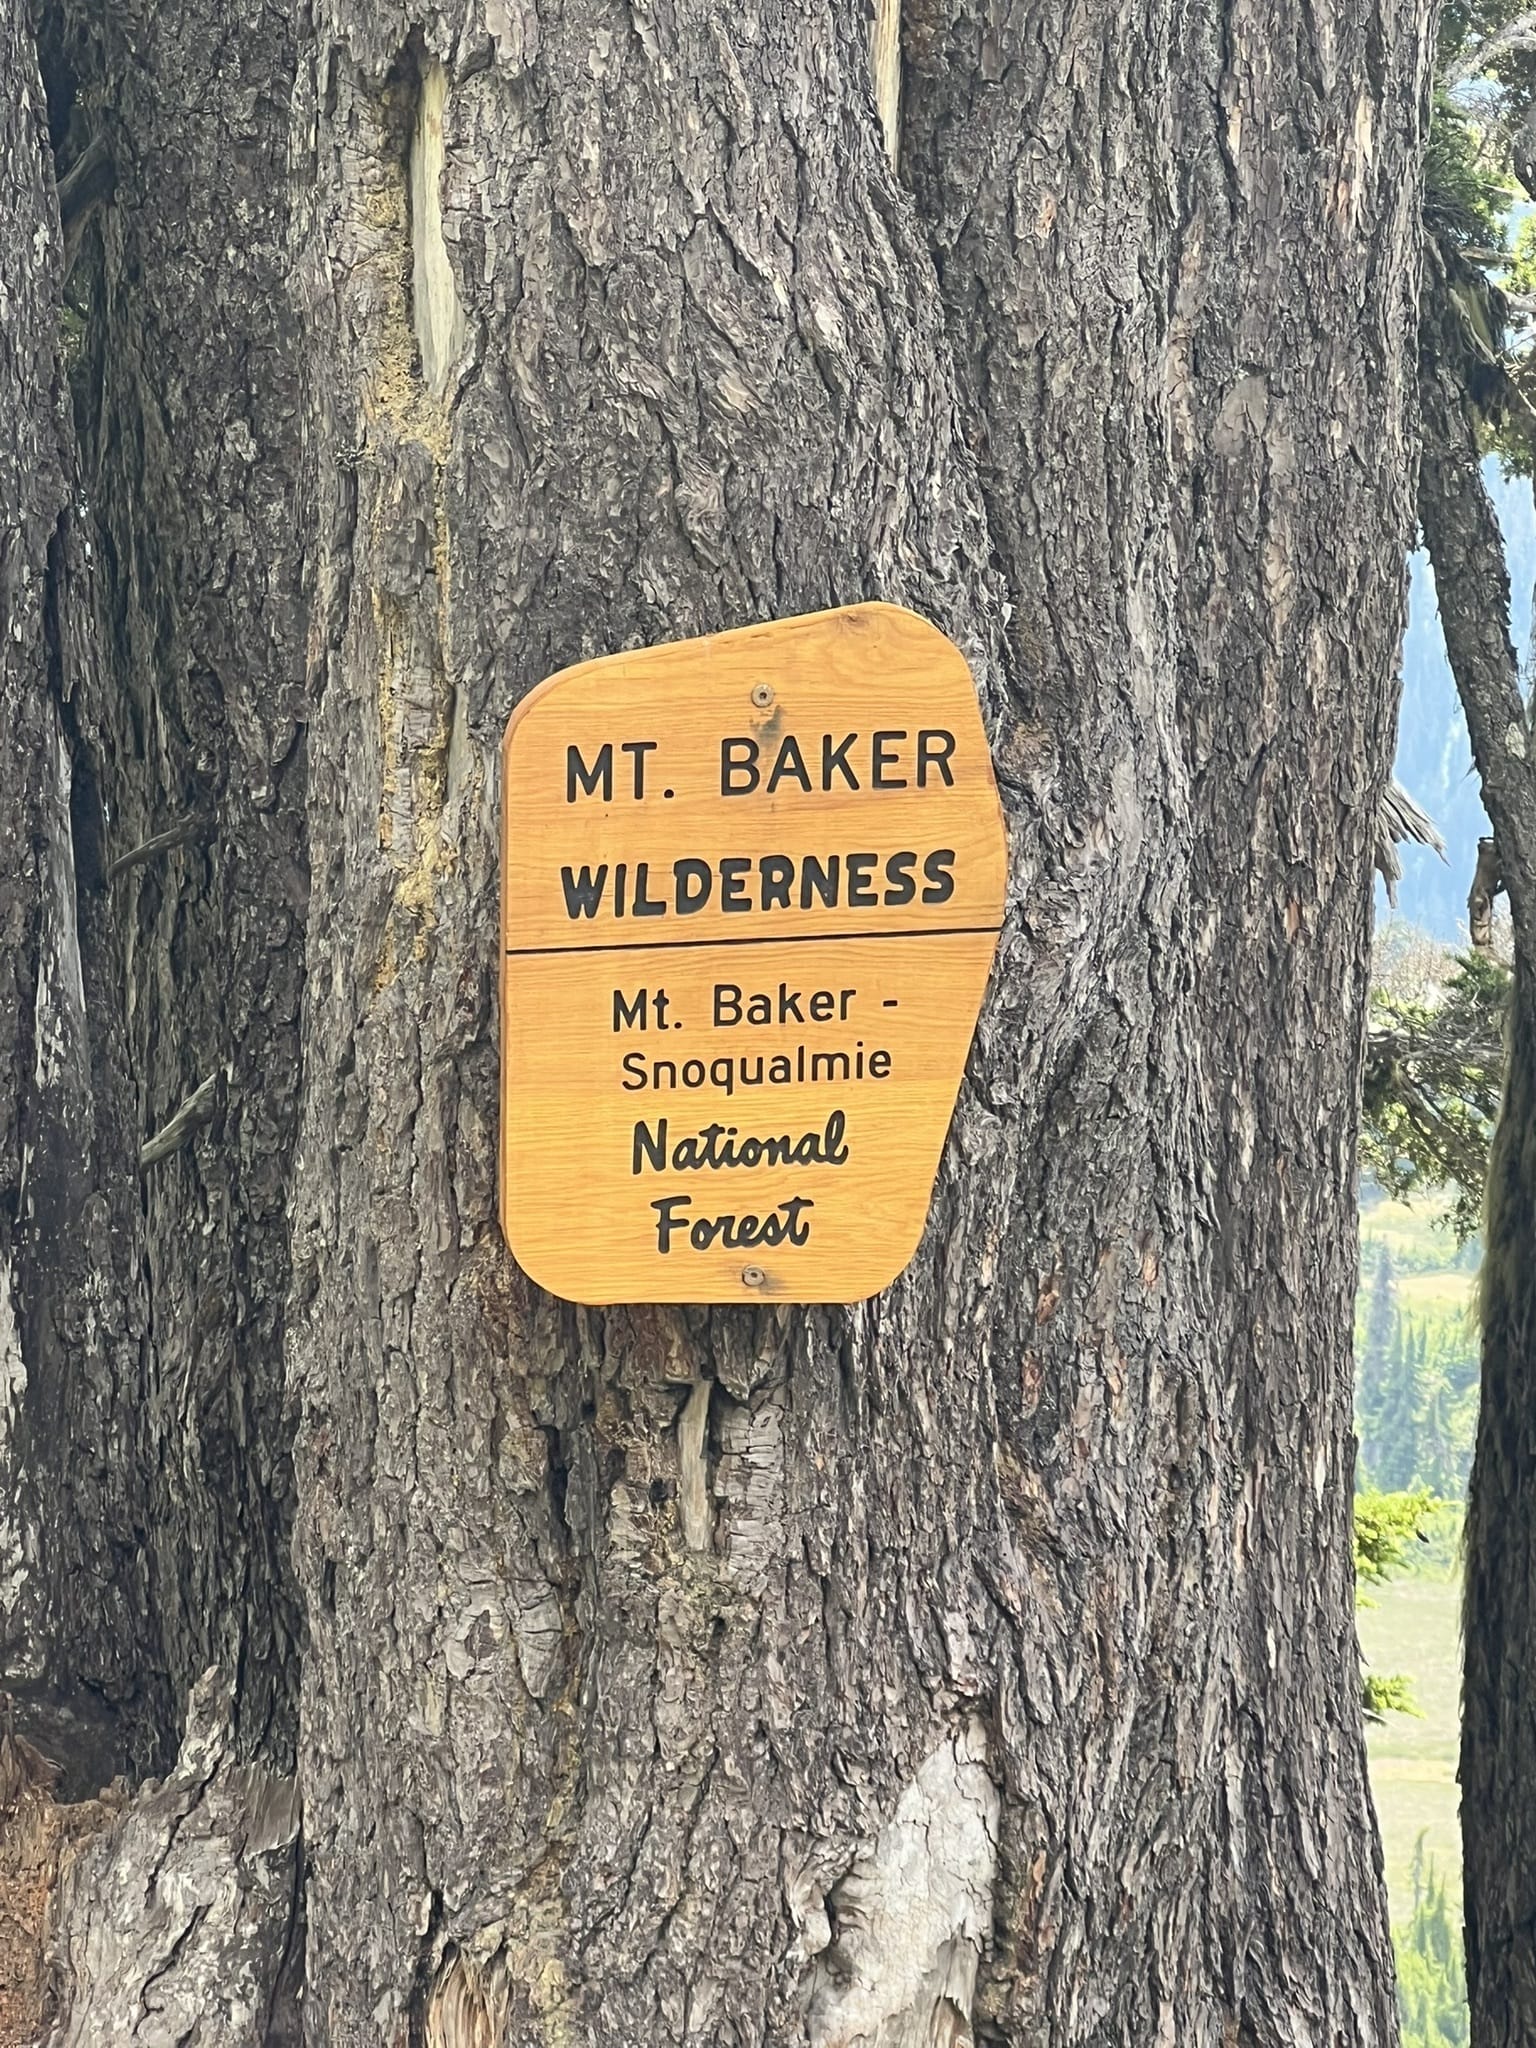 MT. BAKER
WILDERNESS
Mt. Baker -
Snoqualmie
National
Forest